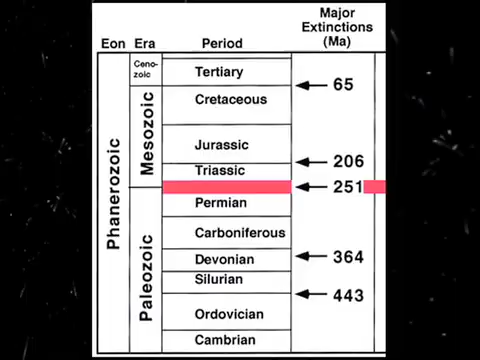 Major
Extinctions
(Ma)
Eon Era Period
Phanerozoic
Ceno-
zoic
Mesozoic
Paleozoic
Tertiary
Cretaceous
Jurassic
Triassic
Permian
Carboniferous
Devonian
Silurian
Ordovician
Cambrian
65
206
251
364
443